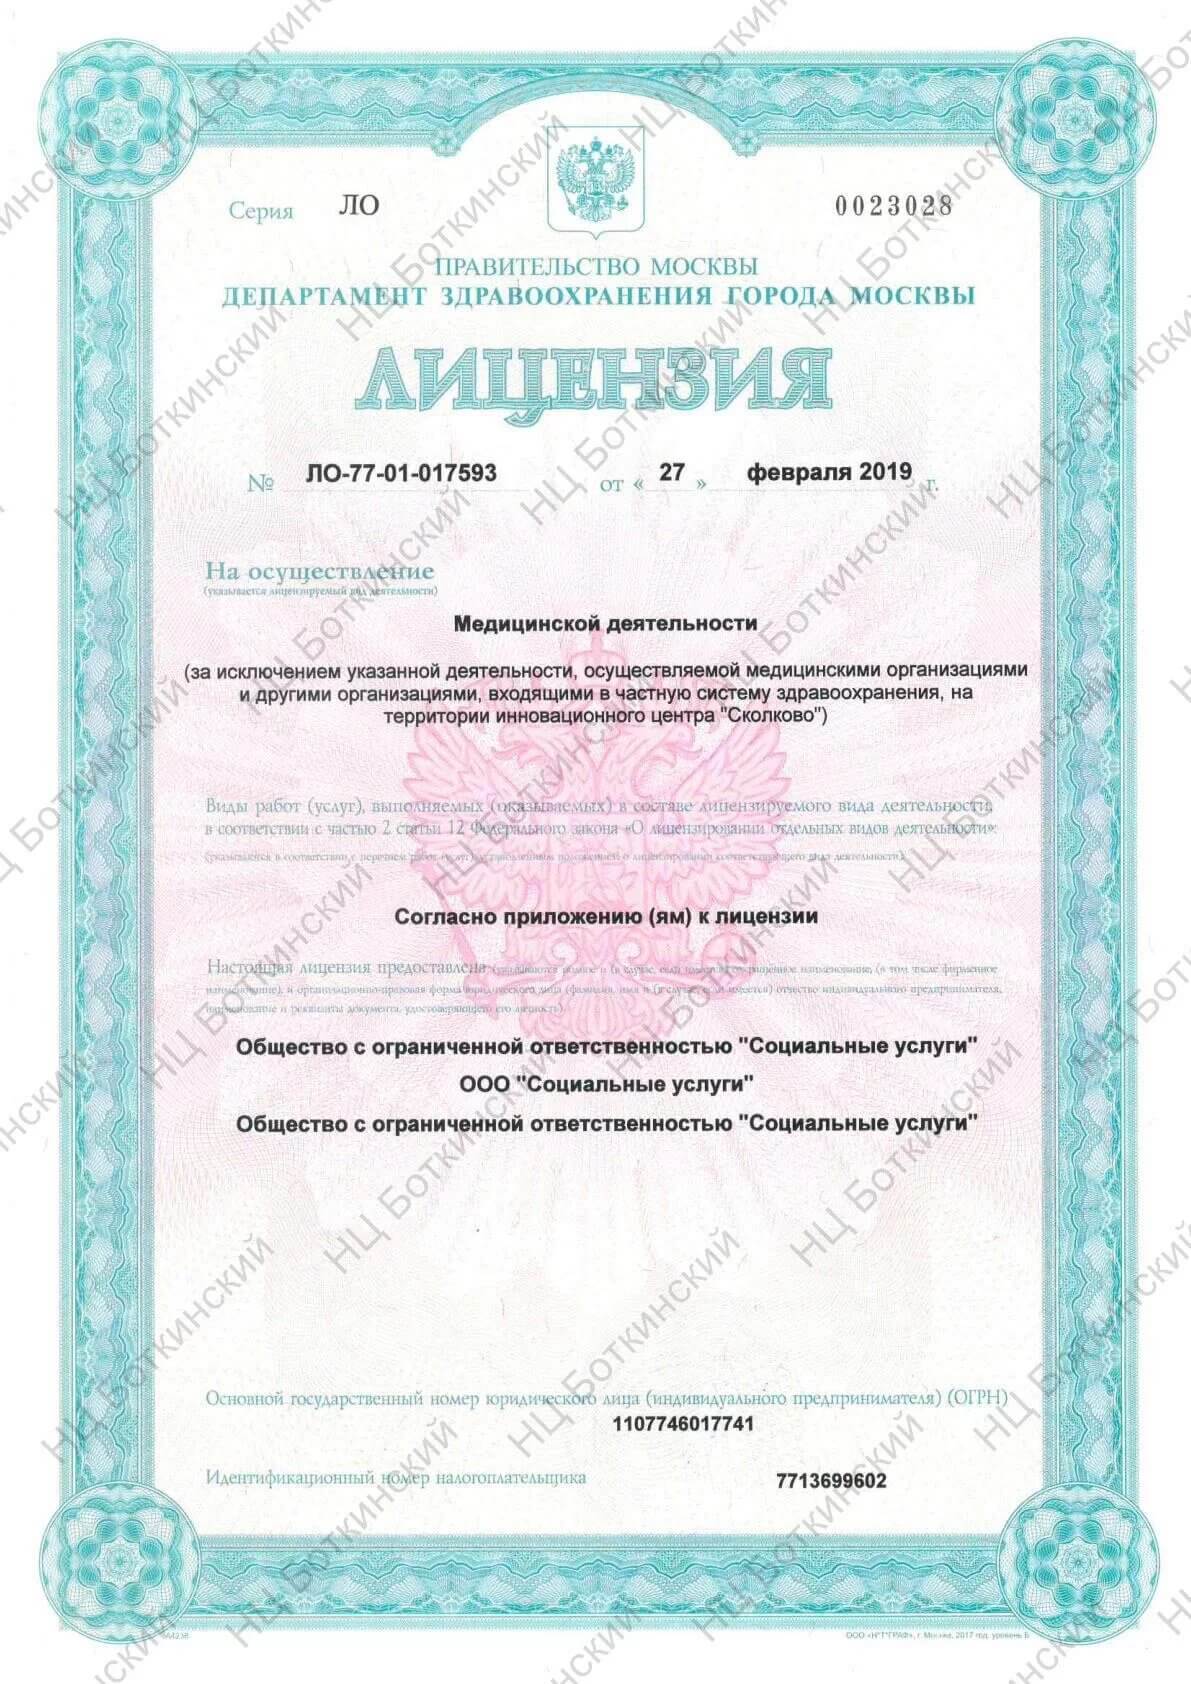 Серия ЛО 0023028
ПРАВИТЕЛЬСТВО МОСКВЫ
ДЕПАРТАМЕНТ ЗДРАВООХРАНЕНИЯ ГОРОДА МОСКВЫ
ЛИЦЕНЗИЯ
№ ЛО-77-01-017593 от « 27 » февраля 2019 г.
На осуществление
(указывается лицензируемый вид деятельности)
Медицинской деятельности
(за исключением указанной деятельности, осуществляемой медицинскими организациями
и другими организациями, входящими в частную систему здравоохранения, на
территории инновационного центра "Сколково")
Виды работ (услуг), выполняемых (оказываемых) в составе лицензируемого вида деятельности,
в соответствии с частью 2 статьи 12 Федерального закона «О лицензировании отдельных видов деятельности»:
(указываются в соответствии с перечнем работ (услуг), установленным положением о лицензировании соответствующего вида деятельности)
Согласно приложению (ям) к лицензии
Настоящая лицензия предоставлена (указываются полное и (в случае, если имеется) сокращенное наименование, (в том числе фирменное
наименование), и организационно-правовая форма юридического лица (фамилия, имя и (в случае, если имеется) отчество индивидуального предпринимателя,
наименование и реквизиты документа, удостоверяющего его личность)
Общество с ограниченной ответственностью "Социальные услуги"
ООО "Социальные услуги"
Общество с ограниченной ответственностью "Социальные услуги"
Основной государственный номер юридического лица (индивидуального предпринимателя) (ОГРН)
1107746017741
Идентификационный номер налогоплательщика 7713699602
ООО «Н•Т•ГРАФ», г. Москва, 2017 год, уровень Б
НЦ Боткинский